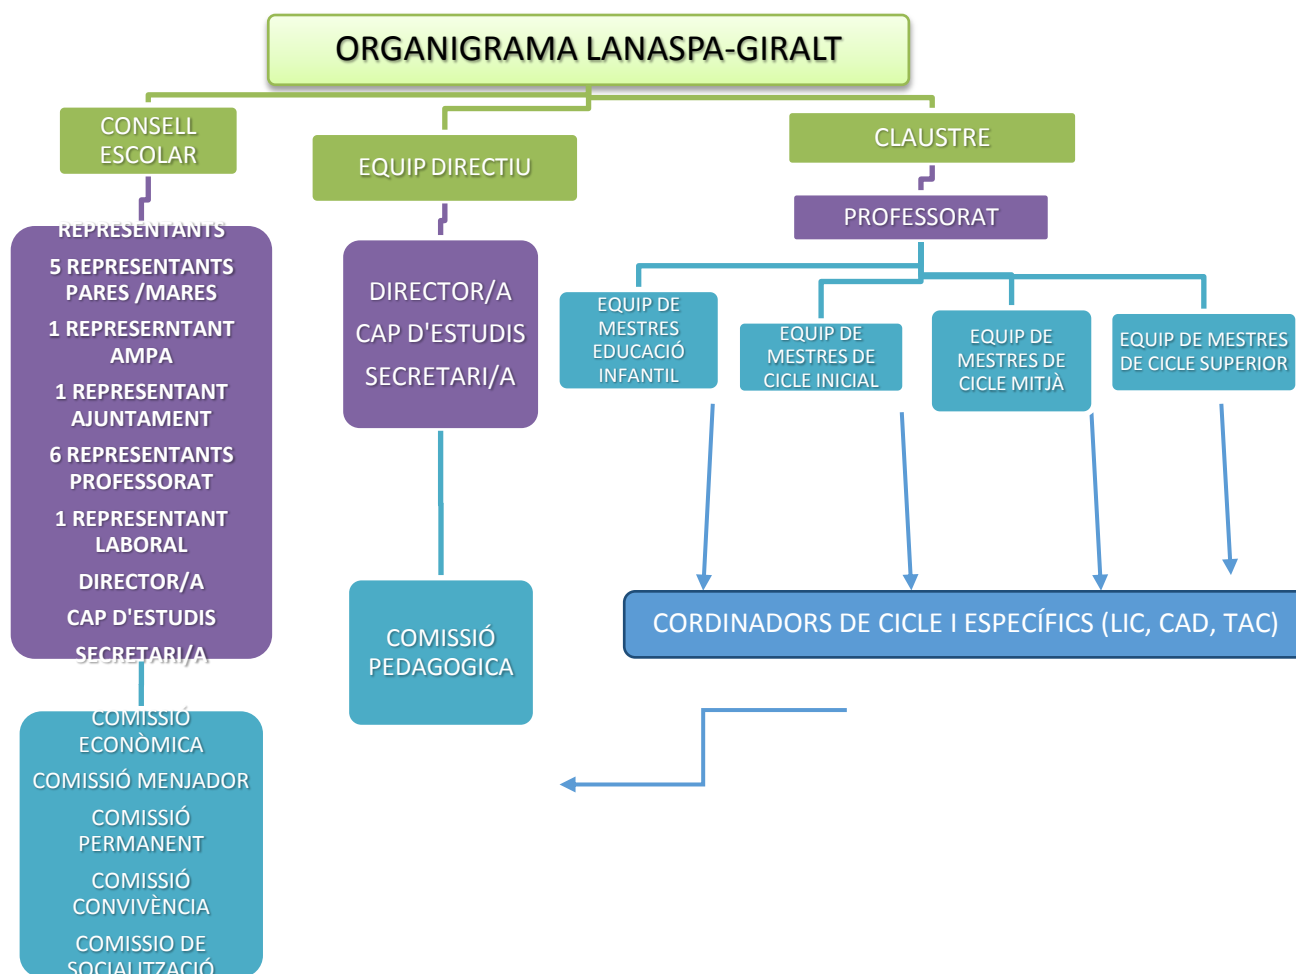 ORGANIGRAMA LANASPA-GIRALT
CONSELL
ESCOLAR
REPRESENTANTS
5 REPRESENTANTS
PARES /MARES
1 REPRESERNTANT
AMPA
1 REPRESENTANT
AJUNTAMENT
6 REPRESENTANTS
PROFESSORAT
1 REPRESENTANT
LABORAL
DIRECTOR/A
CAP D'ESTUDIS
SECRETARI/A
COMISSIÓ
ECONÒMICA
COMISSIÓ MENJADOR
COMISSIÓ
PERMANENT
COMISSIÓ
CONVIVÈNCIA
COMISSIO DE
SOCIALITZACIÓ
EQUIP DIRECTIU
DIRECTOR/A
CAP D'ESTUDIS
SECRETARI/A
COMISSIÓ
PEDAGOGICA
CLAUSTRE
PROFESSORAT
EQUIP DE
MESTRES
EDUCACIÓ
INFANTIL
EQUIP DE
MESTRES DE
CICLE INICIAL
EQUIP DE
MESTRES DE
CICLE MITJÀ
EQUIP DE MESTRES
DE CICLE SUPERIOR
CORDINADORS DE CICLE I ESPECÍFICS (LIC, CAD, TAC)